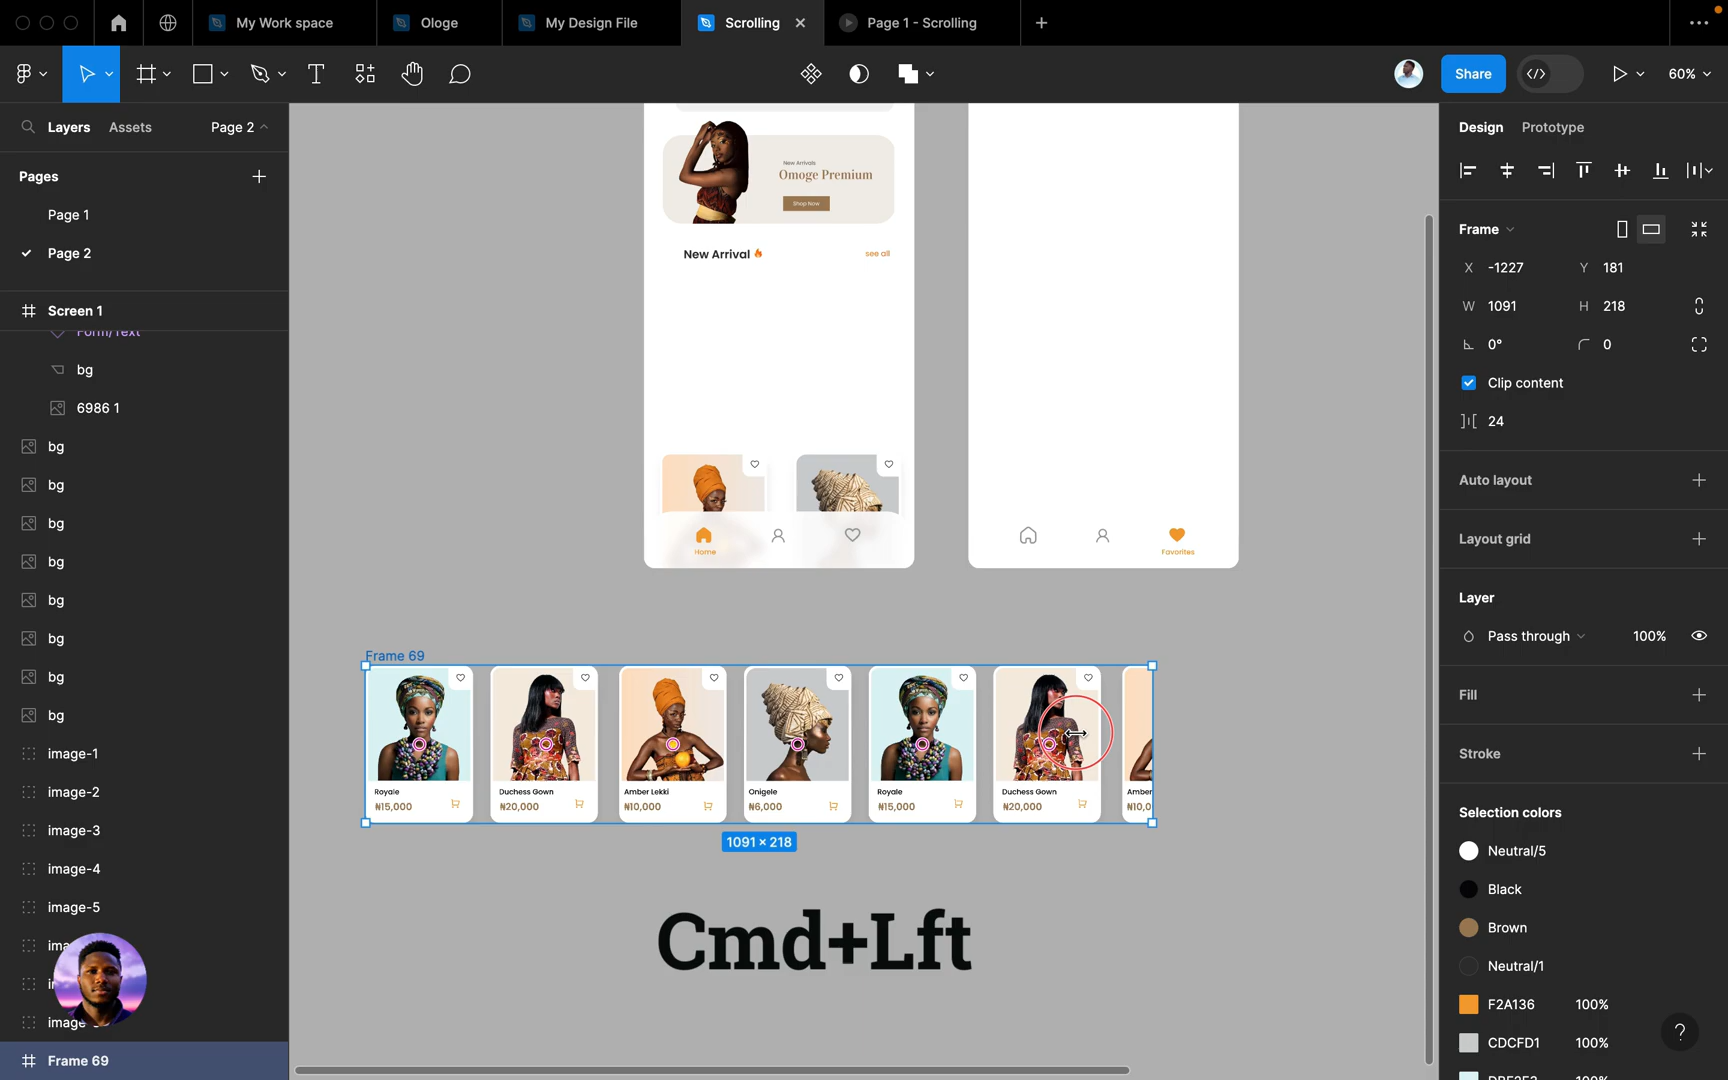 My Work space
Ologe
My Design File
Scrolling
Page 1 - Scrolling
Share
60%
Layers
Assets
Page 2
Pages
Page 1
Page 2
Screen 1
Form/Text
bg
6986 1
bg
bg
bg
bg
bg
bg
bg
bg
image-1
image-2
image-3
image-4
image-5
image
Frame 69
New Arrivals
Omoge Premium
Shop Now
New Arrival
see all
Home
Favorites
Frame 69
Royale
₦15,000
Duchess Gown
₦20,000
Amber Lekki
₦10,000
Onigele
₦6,000
Royale
₦15,000
Duchess Gown
₦20,000
Amber
₦10,0
1091 × 218
Cmd+Lft
Design
Prototype
Frame
X -1227
Y 181
W 1091
H 218
0°
0
Clip content
24
Auto layout
Layout grid
Layer
Pass through
100%
Fill
Stroke
Selection colors
Neutral/5
Black
Brown
Neutral/1
F2A136 100%
CDCFD1 100%
?